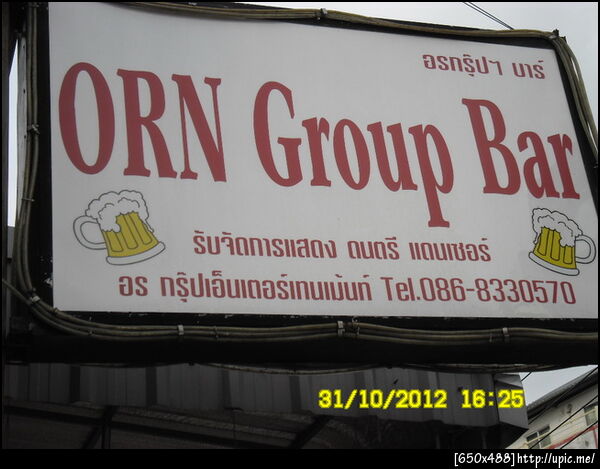 อรกรุ๊ปฯ บาร์
ORN Group Bar
รับจัดการแสดง ดนตรี แดนเซอร์
อร กรุ๊ปเอ็นเตอร์เทนเม้นท์ Tel.086-8330570
31/10/2012 16:25
[650x488]http://upic.me/